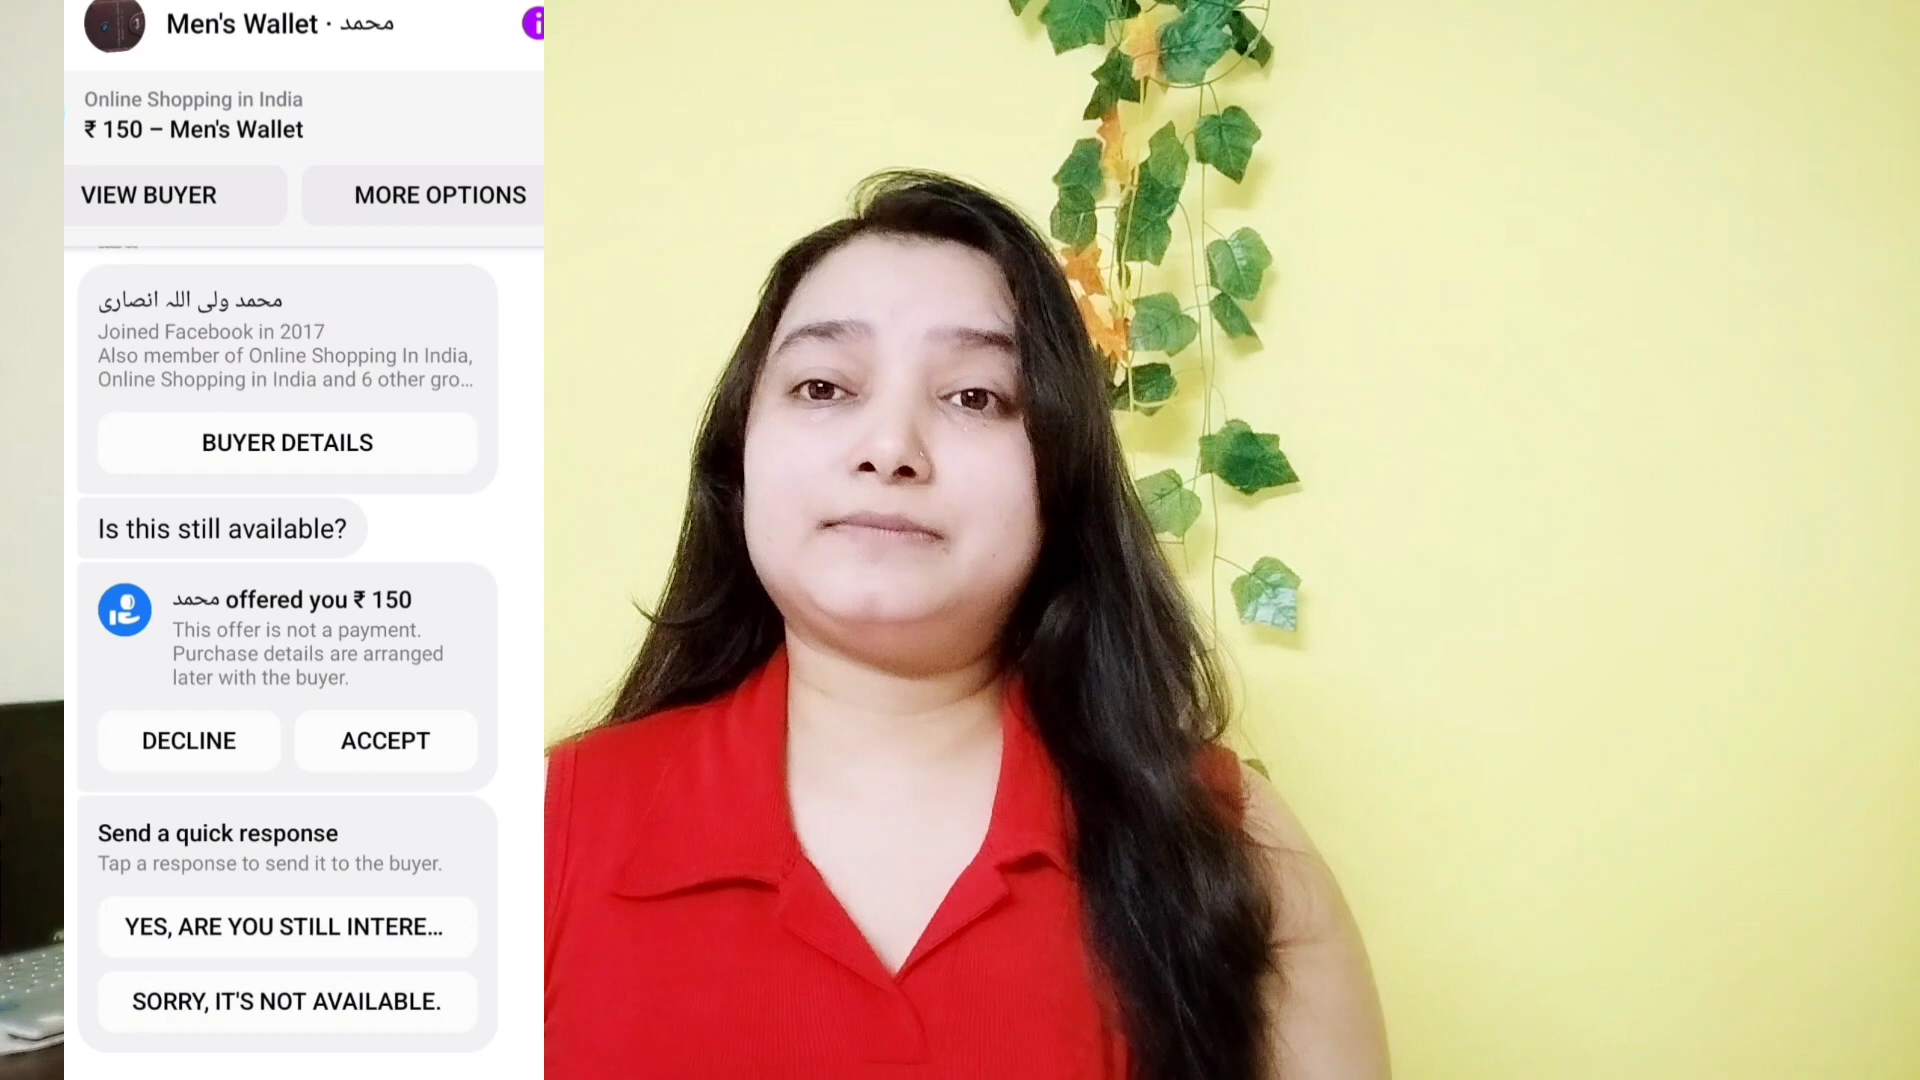 Men's Wallet · محمد
Online Shopping in India
₹ 150 – Men's Wallet
VIEW BUYER
MORE OPTIONS
محمد ولی اللہ انصاری
Joined Facebook in 2017
Also member of Online Shopping In India,
Online Shopping in India and 6 other gro...
BUYER DETAILS
Is this still available?
محمد offered you ₹ 150
This offer is not a payment.
Purchase details are arranged
later with the buyer.
DECLINE
ACCEPT
Send a quick response
Tap a response to send it to the buyer.
YES, ARE YOU STILL INTERE...
SORRY, IT'S NOT AVAILABLE.